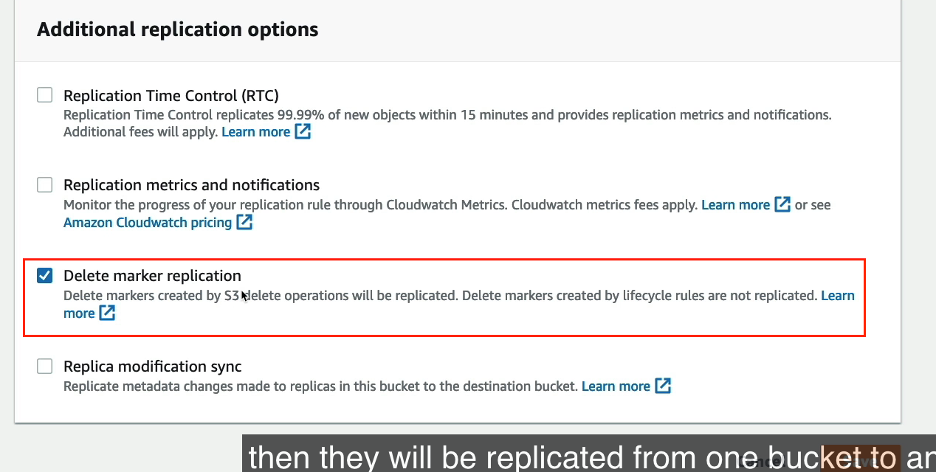 Additional replication options
Replication Time Control (RTC)
Replication Time Control replicates 99.99% of new objects within 15 minutes and provides replication metrics and notifications.
Additional fees will apply. Learn more
Replication metrics and notifications
Monitor the progress of your replication rule through Cloudwatch Metrics. Cloudwatch metrics fees apply. Learn more or see
Amazon Cloudwatch pricing
Delete marker replication
Delete markers created by S3 delete operations will be replicated. Delete markers created by lifecycle rules are not replicated. Learn
more
Replica modification sync
Replicate metadata changes made to replicas in this bucket to the destination bucket. Learn more
then they will be replicated from one bucket to an